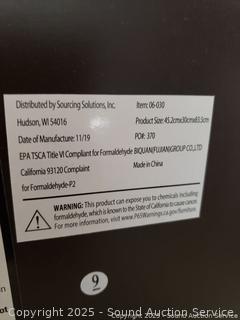 Distributed by Sourcing Solutions, Inc. Item: 06-030
Hudson, WI 54016 Product Size: 45.2cmx30cmx83.5cm
Date of Manufacture: 11/19 PO#: 370
EPA TSCA Title VI Compliant for Formaldehyde BIQUAN(FUJIAN)GROUP CO.,LTD
California 93120 Complaint Made in China
for Formaldehyde-P2
WARNING: This product can expose you to chemicals including
formaldehyde, which is known to the State of California to cause cancer.
For more information, visit www.P65Warnings.ca.gov/furniture.
9
Copyright 2025 - Sound Auction Service